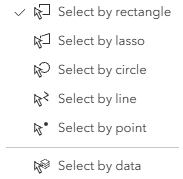 Select by rectangle
Select by lasso
Select by circle
Select by line
Select by point
Select by data